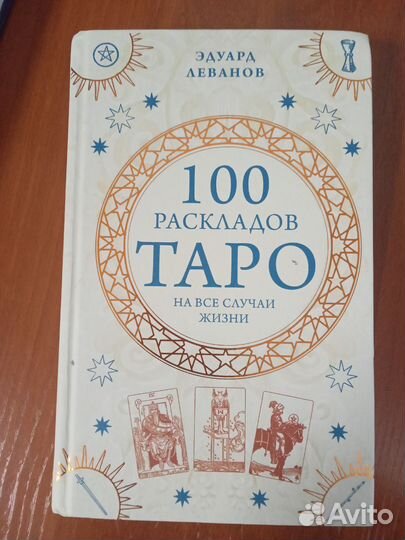 ЭДУАРД
ЛЕВАНОВ
100
РАСКЛАДОВ
ТАРО
НА ВСЕ СЛУЧАИ
ЖИЗНИ
Avito